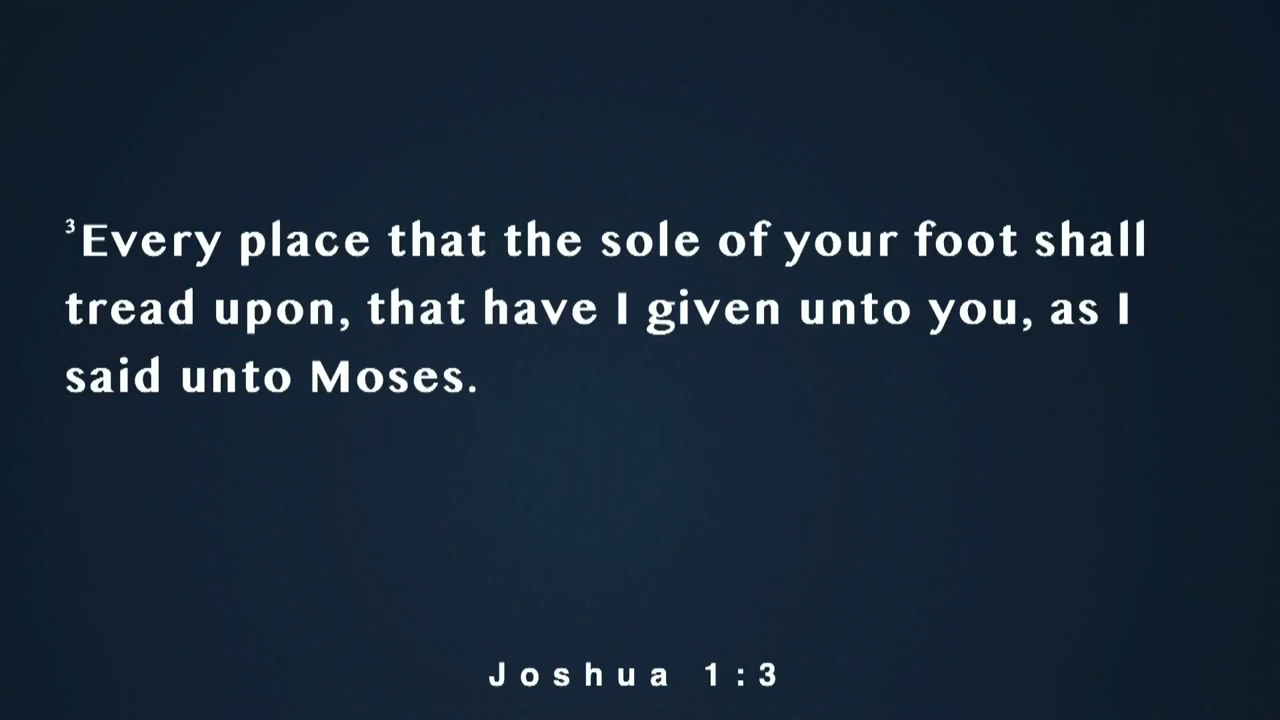 ³Every place that the sole of your foot shall
tread upon, that have I given unto you, as I
said unto Moses.
Joshua 1:3